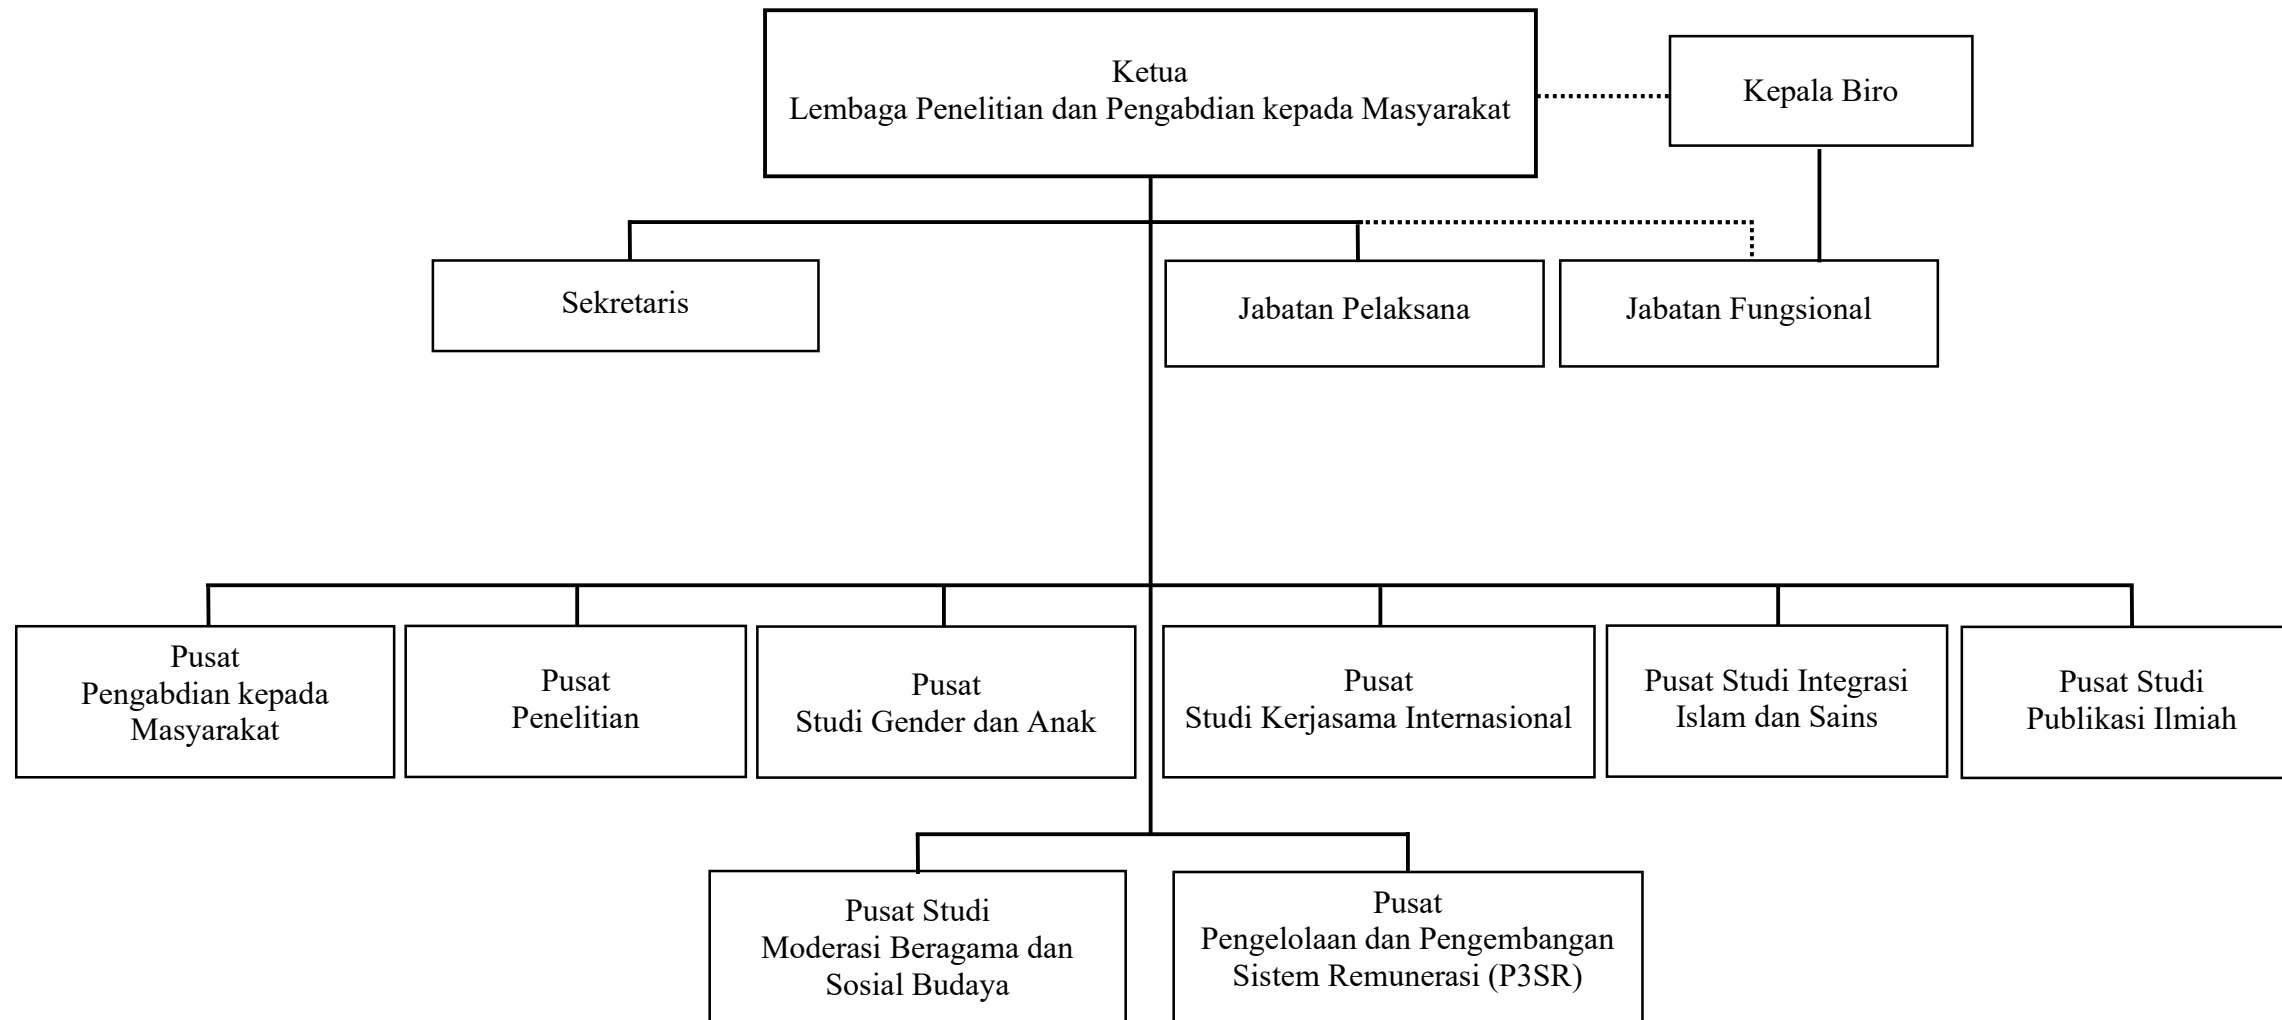 Ketua
Lembaga Penelitian dan Pengabdian kepada Masyarakat
Kepala Biro
Sekretaris
Jabatan Pelaksana
Jabatan Fungsional
Pusat
Pengabdian kepada
Masyarakat
Pusat
Penelitian
Pusat
Studi Gender dan Anak
Pusat
Studi Kerjasama Internasional
Pusat Studi Integrasi
Islam dan Sains
Pusat Studi
Publikasi Ilmiah
Pusat Studi
Moderasi Beragama dan
Sosial Budaya
Pusat
Pengelolaan dan Pengembangan
Sistem Remunerasi (P3SR)